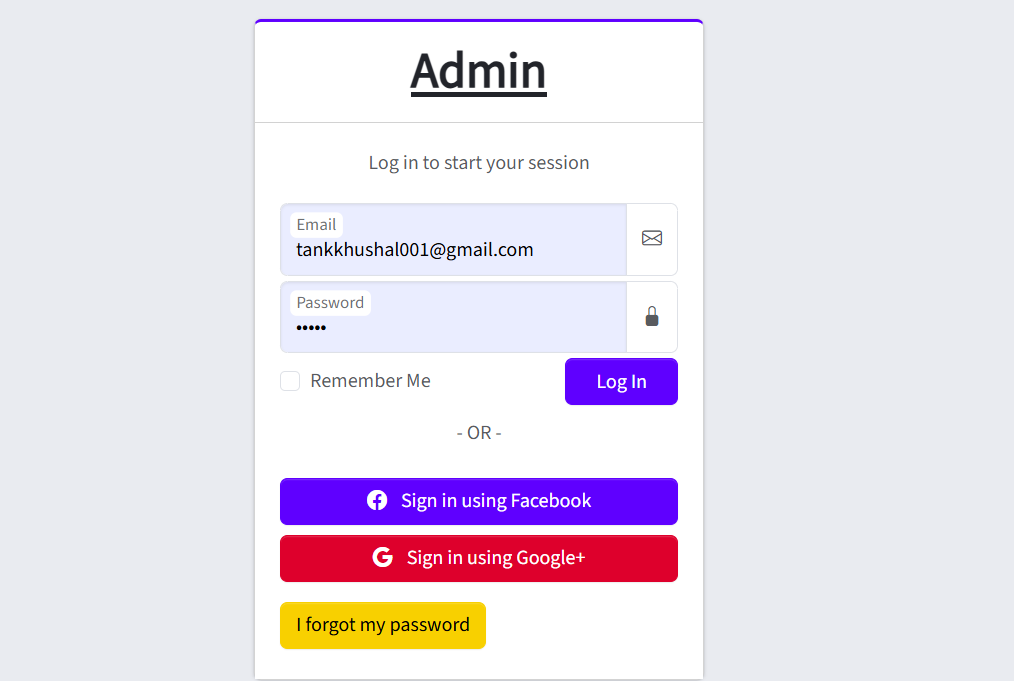 Admin
Log in to start your session
Email
tankkhushal001@gmail.com
Password
•••••
Remember Me
Log In
- OR -
Sign in using Facebook
Sign in using Google+
I forgot my password